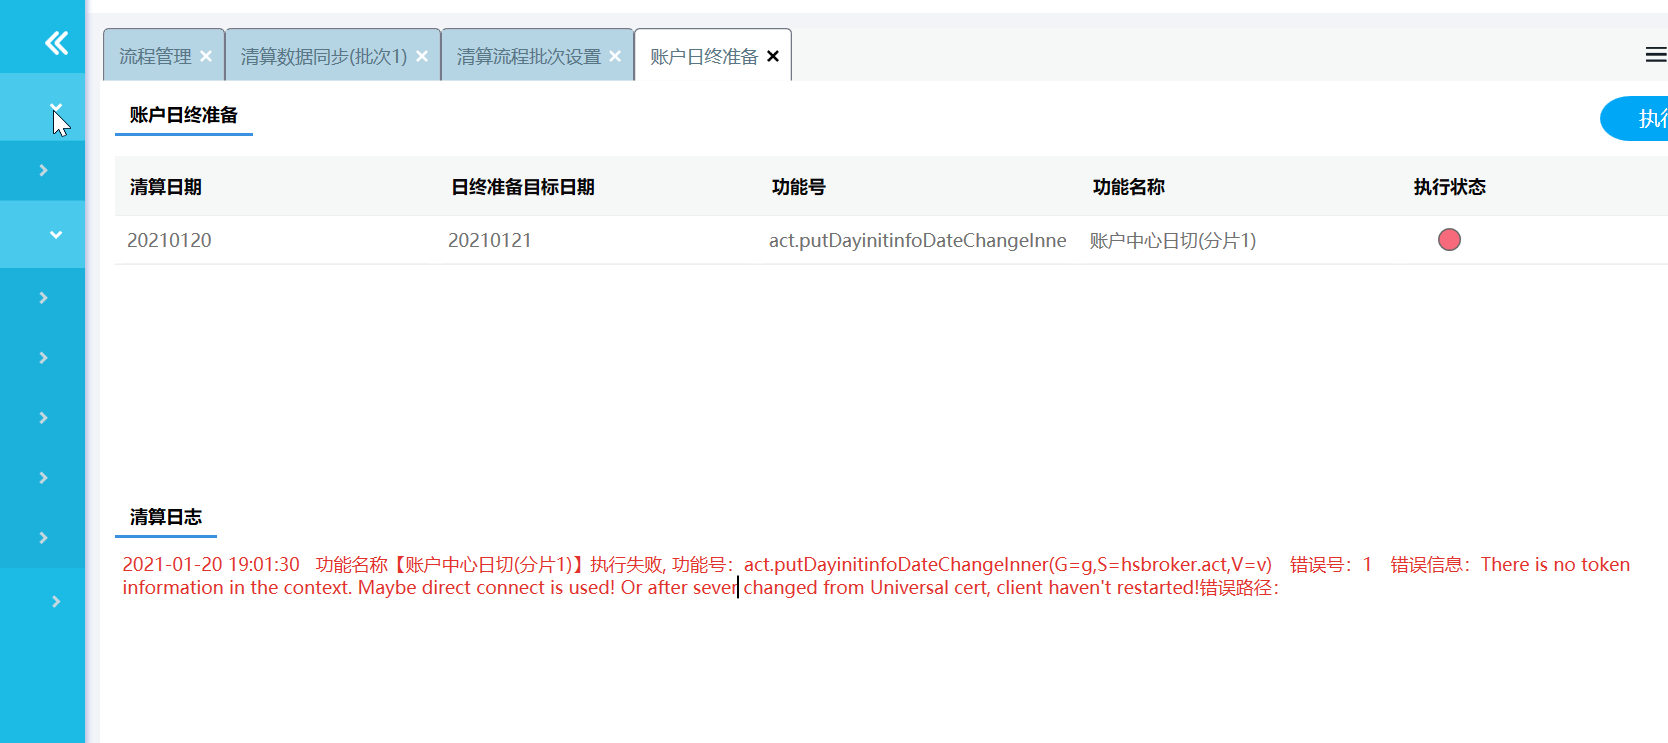 流程管理 清算数据同步(批次1) 清算流程批次设置 账户日终准备
账户日终准备
清算日期 日终准备目标日期 功能号 功能名称 执行状态
20210120 20210121 act.putDayinitinfoDateChangeInne 账户中心日切(分片1)
清算日志
2021-01-20 19:01:30 功能名称【账户中心日切(分片1)】执行失败, 功能号：act.putDayinitinfoDateChangeInner(G=g,S=hsbroker.act,V=v) 错误号：1 错误信息：There is no token
information in the context. Maybe direct connect is used! Or after sever changed from Universal cert, client haven't restarted!错误路径：